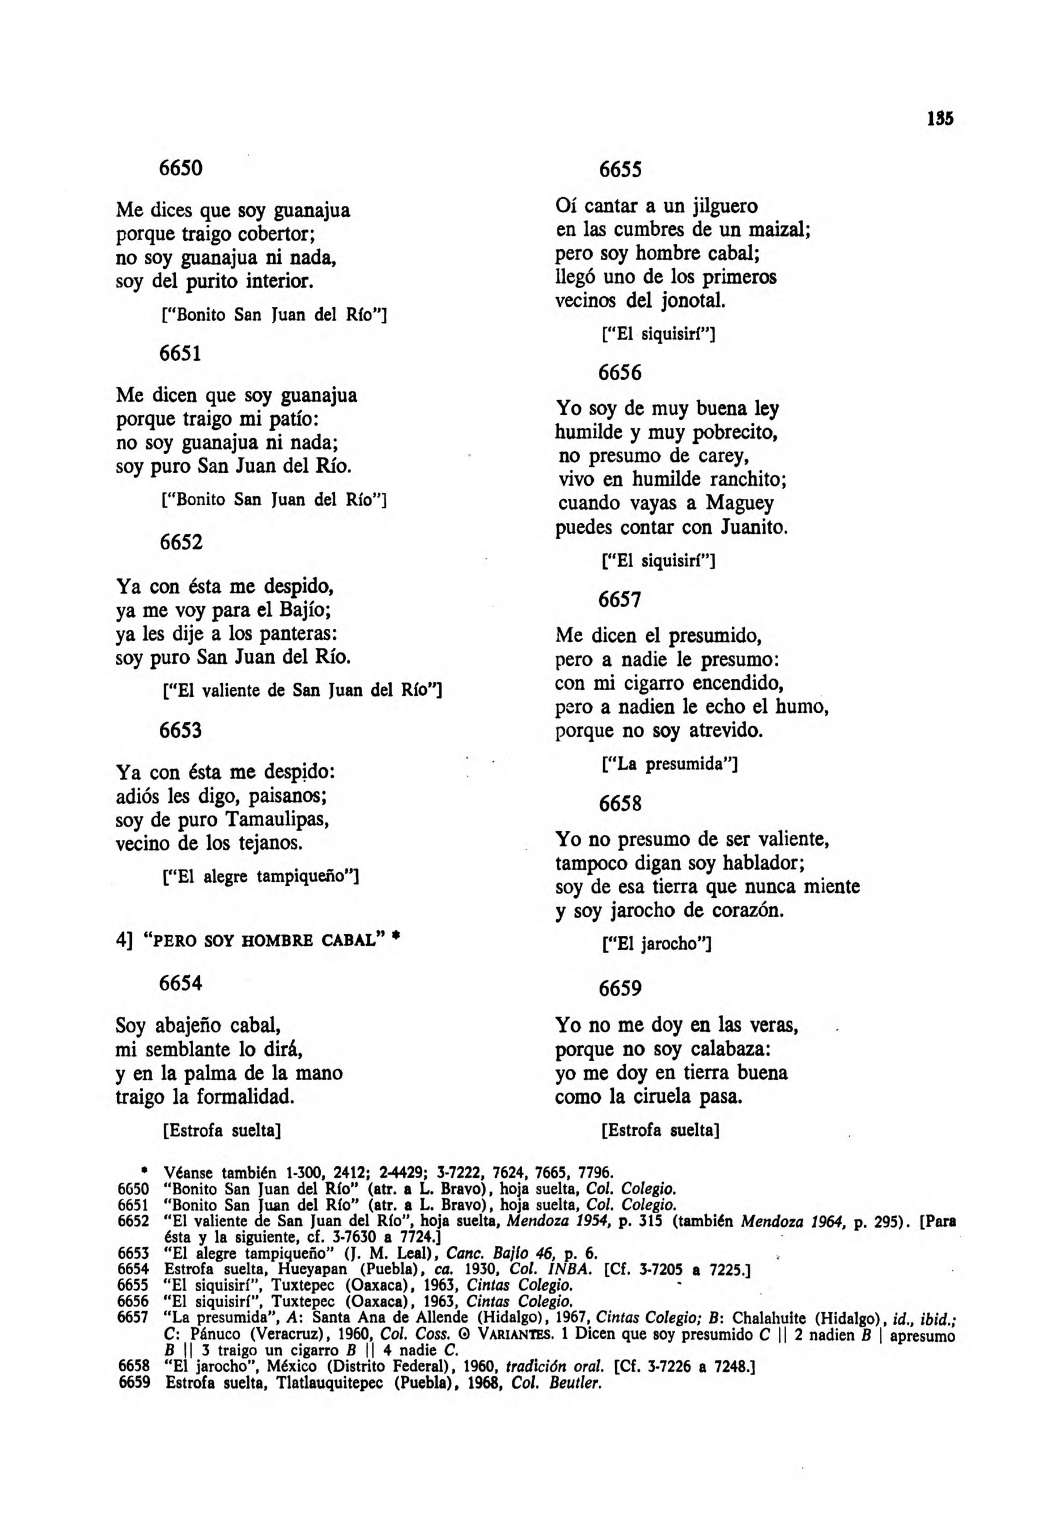 135
6650
Me dices que soy guanajua
porque traigo cobertor;
no soy guanajua ni nada,
soy del purito interior.
["Bonito San Juan del Río"]
6651
Me dicen que soy guanajua
porque traigo mi patío:
no soy guanajua ni nada;
soy puro San Juan del Río.
["Bonito San Juan del Río"]
6652
Ya con ésta me despido,
ya me voy para el Bajío;
ya les dije a los panteras:
soy puro San Juan del Río.
["El valiente de San Juan del Río"]
6653
Ya con ésta me despido:
adiós les digo, paisanos;
soy de puro Tamaulipas,
vecino de los tejanos.
["El alegre tampiqueño"]
4] "PERO SOY HOMBRE CABAL" *
6654
Soy abajeño cabal,
mi semblante lo dirá,
y en la palma de la mano
traigo la formalidad.
[Estrofa suelta]
6655
Oí cantar a un jilguero
en las cumbres de un maizal;
pero soy hombre cabal;
llegó uno de los primeros
vecinos del jonotal.
["El siquisirí"]
6656
Yo soy de muy buena ley
humilde y muy pobrecito,
no presumo de carey,
vivo en humilde ranchito;
cuando vayas a Maguey
puedes contar con Juanito.
["El siquisirí"]
6657
Me dicen el presumido,
pero a nadie le presumo:
con mi cigarro encendido,
pero a nadien le echo el humo,
porque no soy atrevido.
["La presumida"]
6658
Yo no presumo de ser valiente,
tampoco digan soy hablador;
soy de esa tierra que nunca miente
y soy jarocho de corazón.
["El jarocho"]
6659
Yo no me doy en las veras,
porque no soy calabaza:
yo me doy en tierra buena
como la ciruela pasa.
[Estrofa suelta]
* Véanse también 1-300, 2412; 2-4429; 3-7222, 7624, 7665, 7796.
6650 "Bonito San Juan del Río" (atr. a L. Bravo), hoja suelta, Col. Colegio.
6651 "Bonito San Juan del Río" (atr. a L. Bravo), hoja suelta, Col. Colegio.
6652 "El valiente de San Juan del Río", hoja suelta, Mendoza 1954, p. 315 (también Mendoza 1964, p. 295). [Para
ésta y la siguiente, cf. 3-7630 a 7724.]
6653 "El alegre tampiqueño" (J. M. Leal), Canc. Bajío 46, p. 6.
6654 Estrofa suelta, Hueyapan (Puebla), ca. 1930, Col. INBA. [Cf. 3-7205 a 7225.]
6655 "El siquisirí", Tuxtepec (Oaxaca), 1963, Cintas Colegio.
6656 "El siquisirí", Tuxtepec (Oaxaca), 1963, Cintas Colegio.
6657 "La presumida", A: Santa Ana de Allende (Hidalgo), 1967, Cintas Colegio; B: Chalahuite (Hidalgo), id., ibid.;
C: Pánuco (Veracruz), 1960, Col. Coss. ⊙ VARIANTES. 1 Dicen que soy presumido C || 2 nadien B | apresumo
B || 3 traigo un cigarro B || 4 nadie C.
6658 "El jarocho", México (Distrito Federal), 1960, tradición oral. [Cf. 3-7226 a 7248.]
6659 Estrofa suelta, Tlatlauquitepec (Puebla), 1968, Col. Beutler.